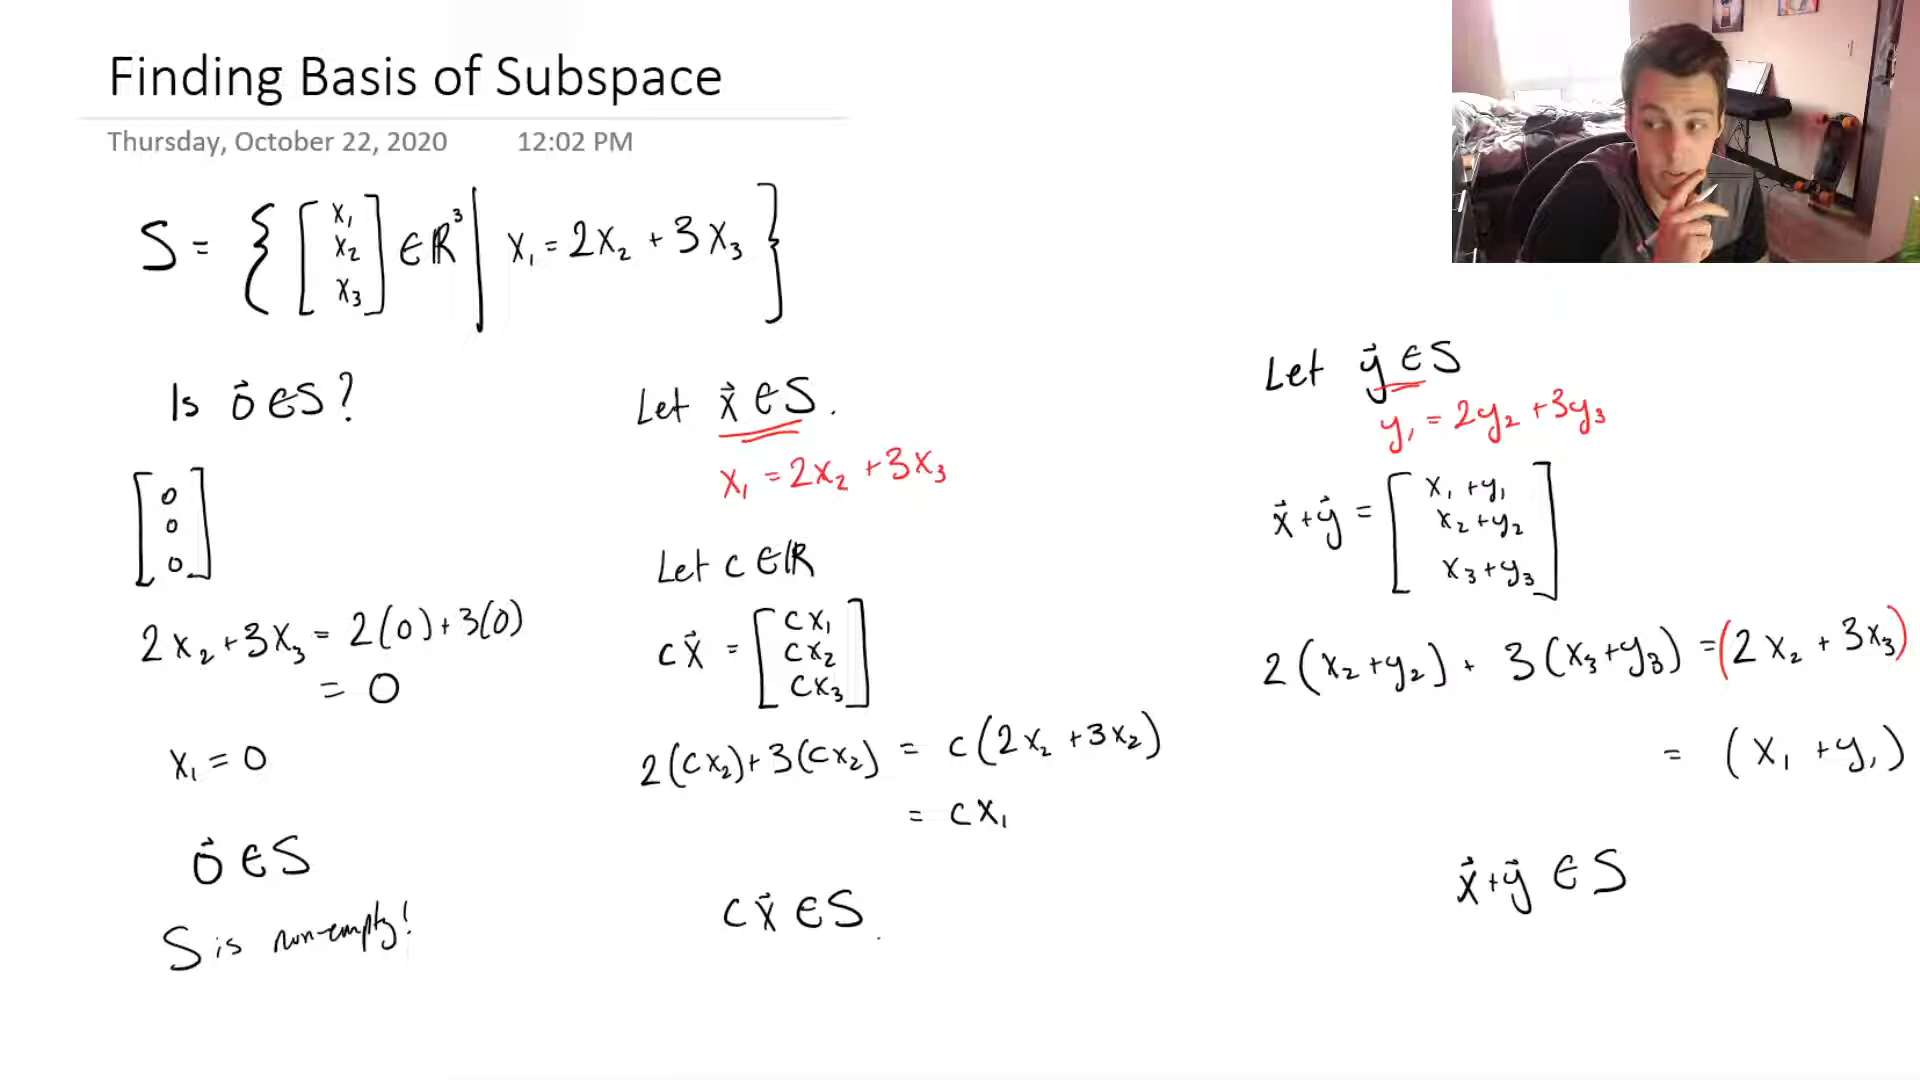 Finding Basis of Subspace
Thursday, October 22, 2020 12:02 PM
S = { [ x₁ x₂ x₃ ] ∈ ℝ³ | x₁ = 2x₂ + 3x₃ }
Is 0⃗ ∈ S?
[ 0 0 0 ]
2x₂ + 3x₃ = 2(0) + 3(0)
= 0
x₁ = 0
0⃗ ∈ S
S is non-empty!
Let x⃗ ∈ S.
x₁ = 2x₂ + 3x₃
Let c ∈ ℝ
cx⃗ = [ cx₁ cx₂ cx₃ ]
2(cx₂) + 3(cx₂) = c(2x₂ + 3x₂)
= cx₁
cx⃗ ∈ S.
Let y⃗ ∈ S
y₁ = 2y₂ + 3y₃
x⃗ + y⃗ = [ x₁ + y₁ x₂ + y₂ x₃ + y₃ ]
2(x₂ + y₂) + 3(x₃ + y₃) = (2x₂ + 3x₃)
= (x₁ + y₁)
x⃗ + y⃗ ∈ S